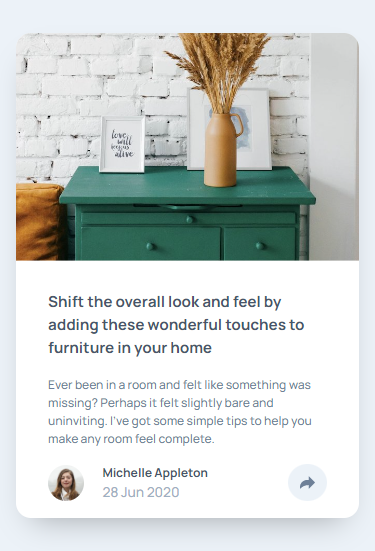 love
will
keep us
alive
Shift the overall look and feel by
adding these wonderful touches to
furniture in your home
Ever been in a room and felt like something was
missing? Perhaps it felt slightly bare and
uninviting. I've got some simple tips to help you
make any room feel complete.
Michelle Appleton
28 Jun 2020